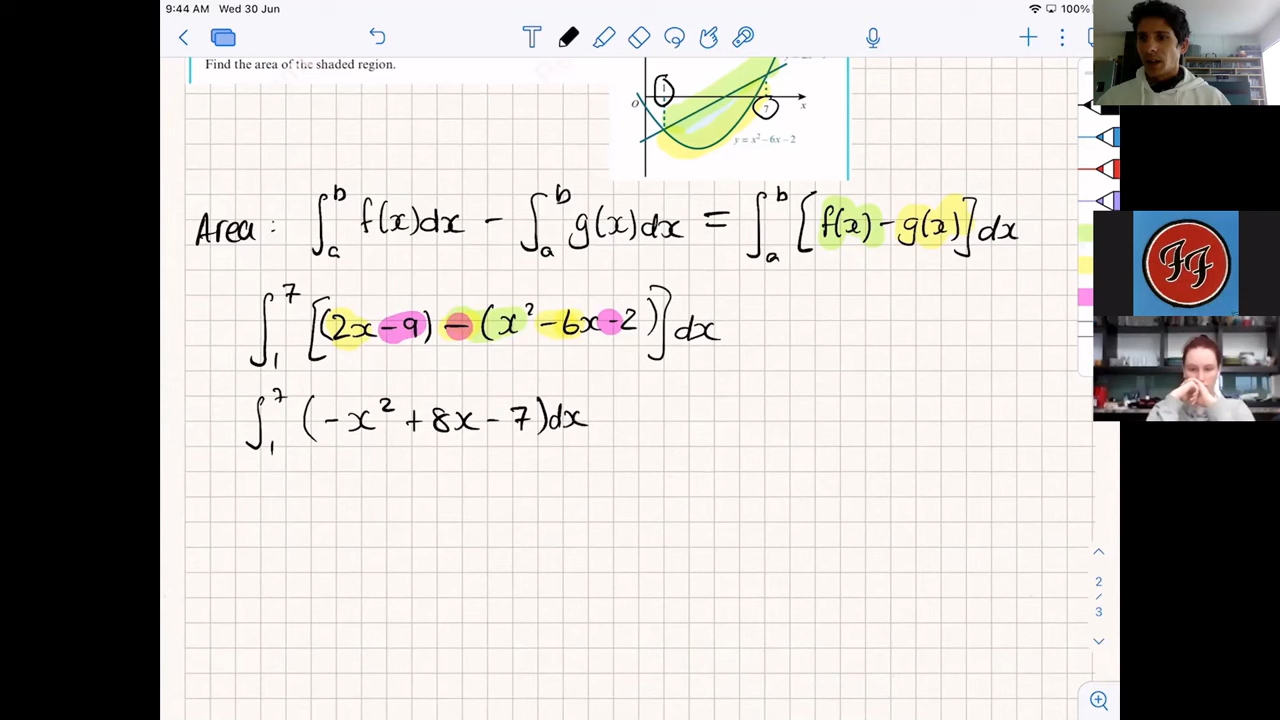 9:44 AM Wed 30 Jun
100%
Find the area of the shaded region.
1
O
7
x
y = x² – 6x – 2
Area : ∫ₐᵇ f(x)dx – ∫ₐᵇ g(x)dx = ∫ₐᵇ [f(x) – g(x)] dx
∫₁⁷ [(2x – 9) – (x² – 6x – 2)] dx
∫₁⁷ (-x² + 8x – 7)dx
FF
2
/
3